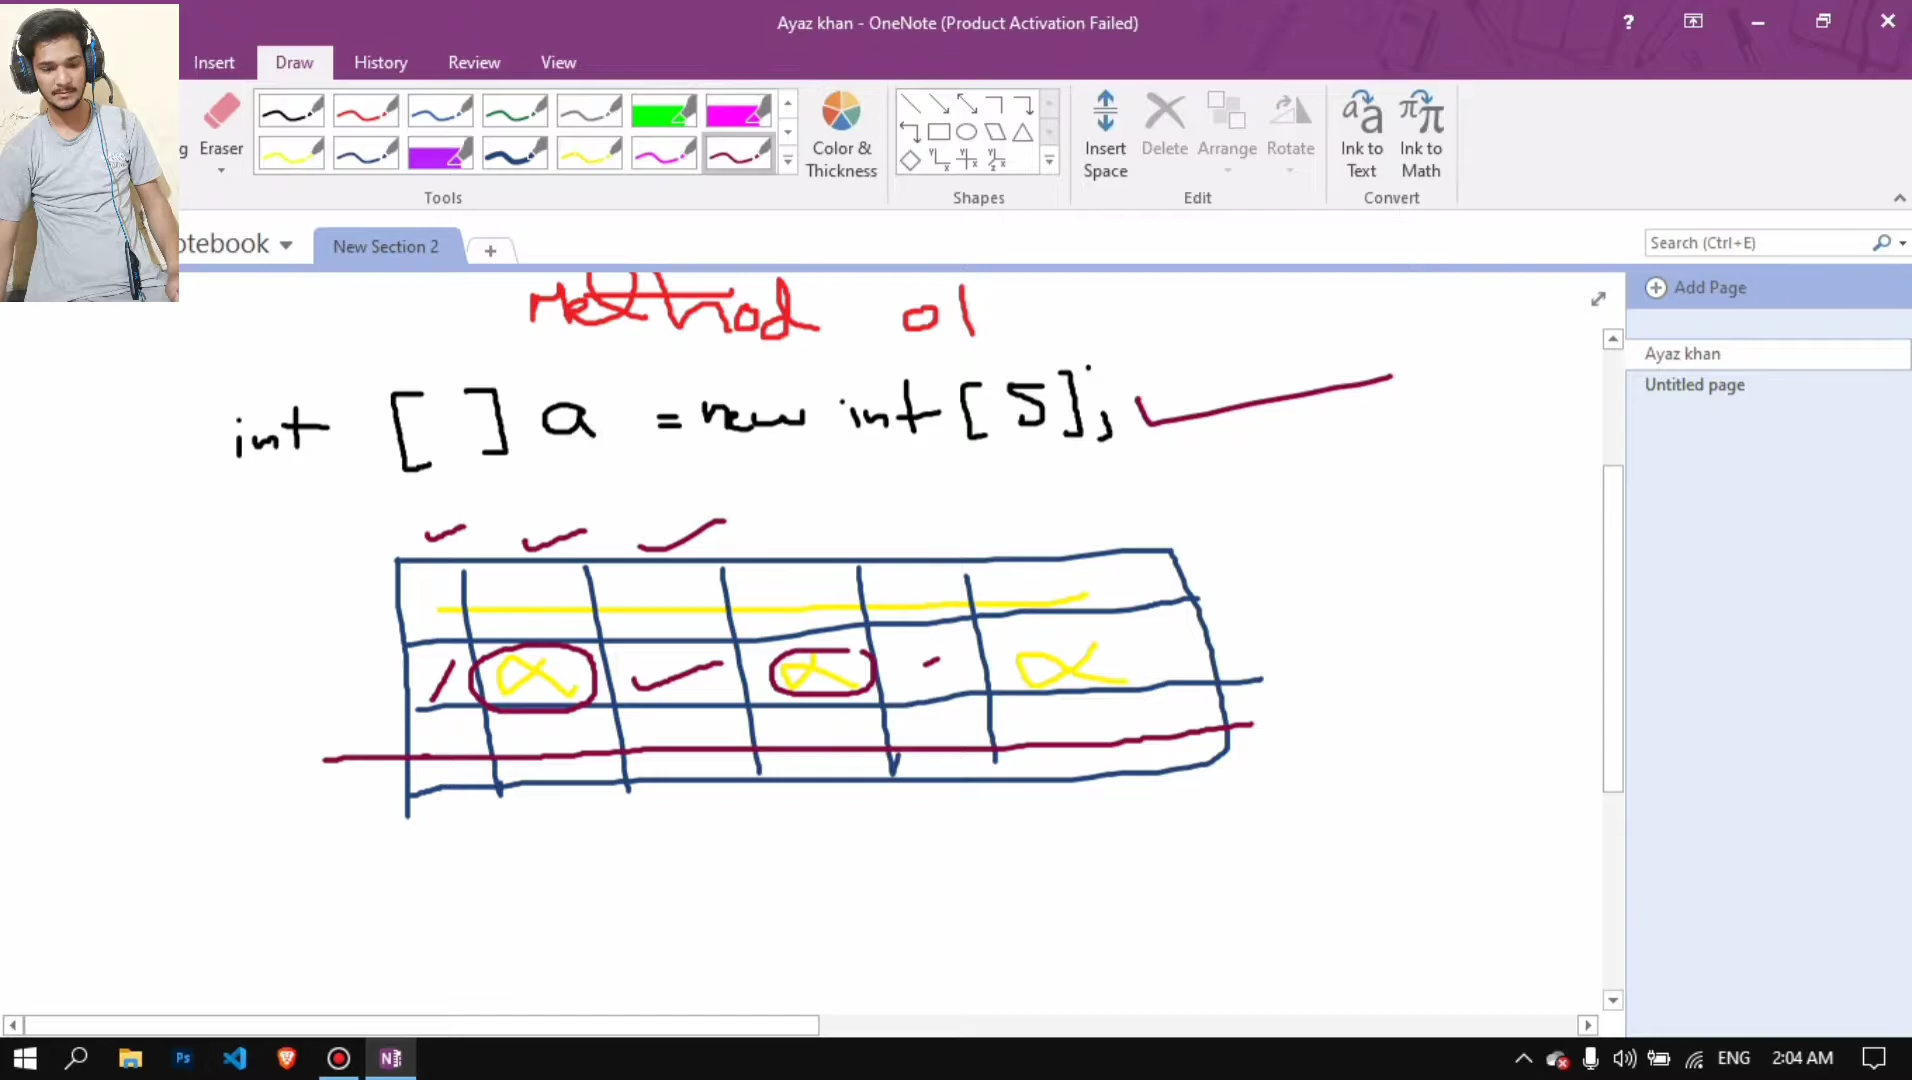 Ayaz khan - OneNote (Product Activation Failed)
Insert Draw History Review View
Eraser
Color & Thickness
Insert Space
Delete
Arrange
Rotate
Ink to Text
Ink to Math
Tools Shapes Edit Convert
otebook New Section 2 +
Search (Ctrl+E)
Add Page
Ayaz khan
Untitled page
Method 01
int [ ] a = new int [ 5 ];
α α α
ENG 2:04 AM